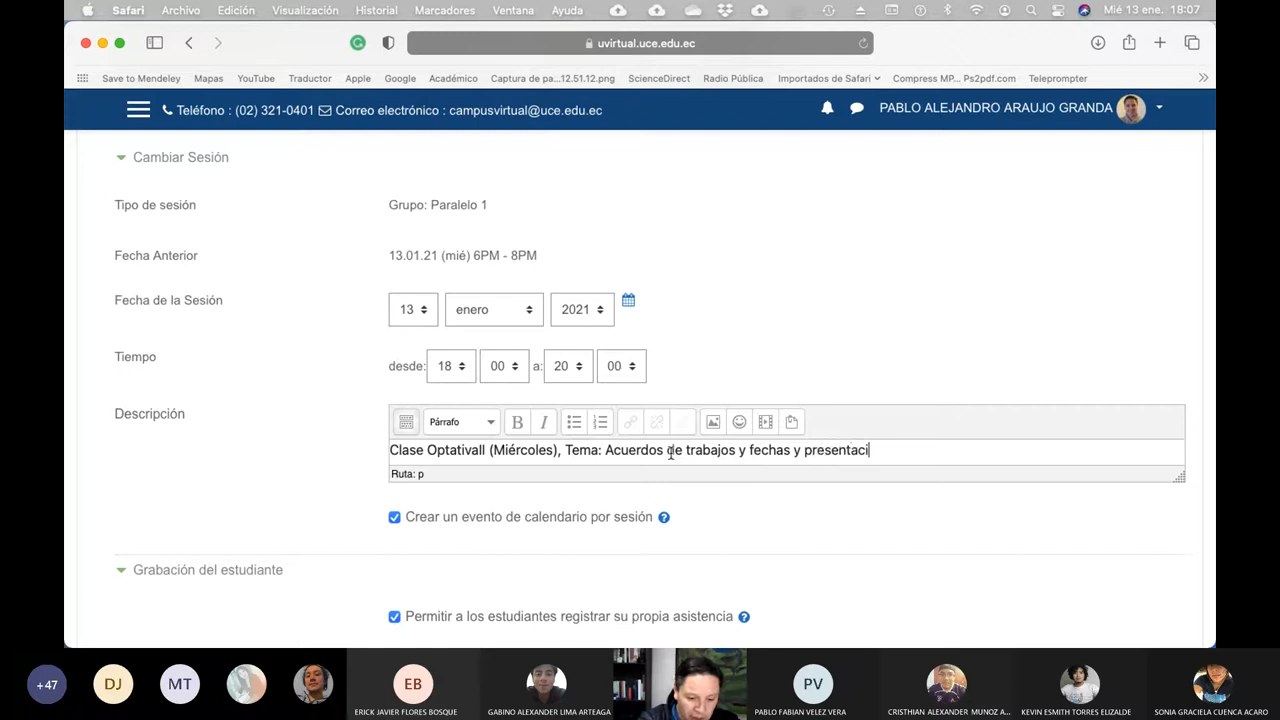 Safari Archivo Edición Visualización Historial Marcadores Ventana Ayuda Mié 13 ene. 18:07
uvirtual.uce.edu.ec
Save to Mendeley Mapas YouTube Traductor Apple Google Académico Captura de pa...12.51.12.png ScienceDirect Radio Pública Importados de Safari Compress MP... Ps2pdf.com Teleprompter
Teléfono : (02) 321-0401 Correo electrónico : campusvirtual@uce.edu.ec PABLO ALEJANDRO ARAUJO GRANDA
Cambiar Sesión
Tipo de sesión Grupo: Paralelo 1
Fecha Anterior 13.01.21 (mié) 6PM - 8PM
Fecha de la Sesión 13 enero 2021
Tiempo desde: 18 00 a: 20 00
Descripción Párrafo B I
Clase OptativaII (Miércoles), Tema: Acuerdos de trabajos y fechas y presentaci
Ruta: p
Crear un evento de calendario por sesión
Grabación del estudiante
Permitir a los estudiantes registrar su propia asistencia
+47 DJ MT EB PV
ERICK JAVIER FLORES BOSQUE GABINO ALEXANDER LIMA ARTEAGA PABLO FABIAN VELEZ VERA CRISTHIAN ALEXANDER MUNOZ A... KEVIN ESMITH TORRES ELIZALDE SONIA GRACIELA CUENCA ACARO